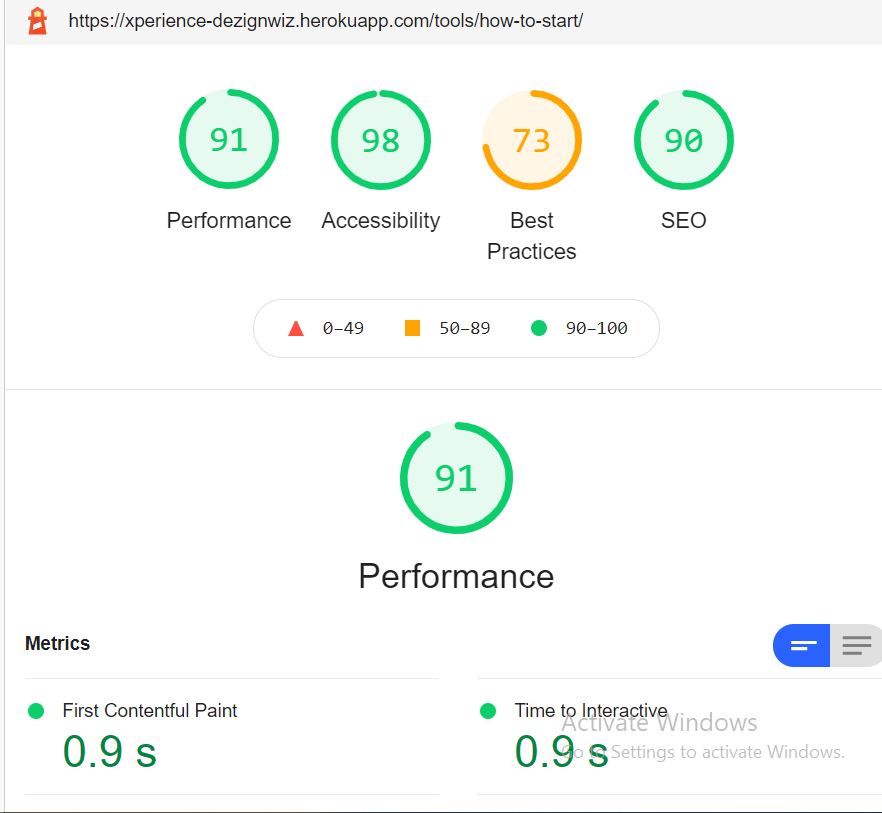 https://xperience-dezignwiz.herokuapp.com/tools/how-to-start/
91 98 73 90
Performance Accessibility Best Practices SEO
0–49 50–89 90–100
91
Performance
Metrics
First Contentful Paint Time to Interactive
0.9 s 0.9 s
Activate Windows
Go to Settings to activate Windows.